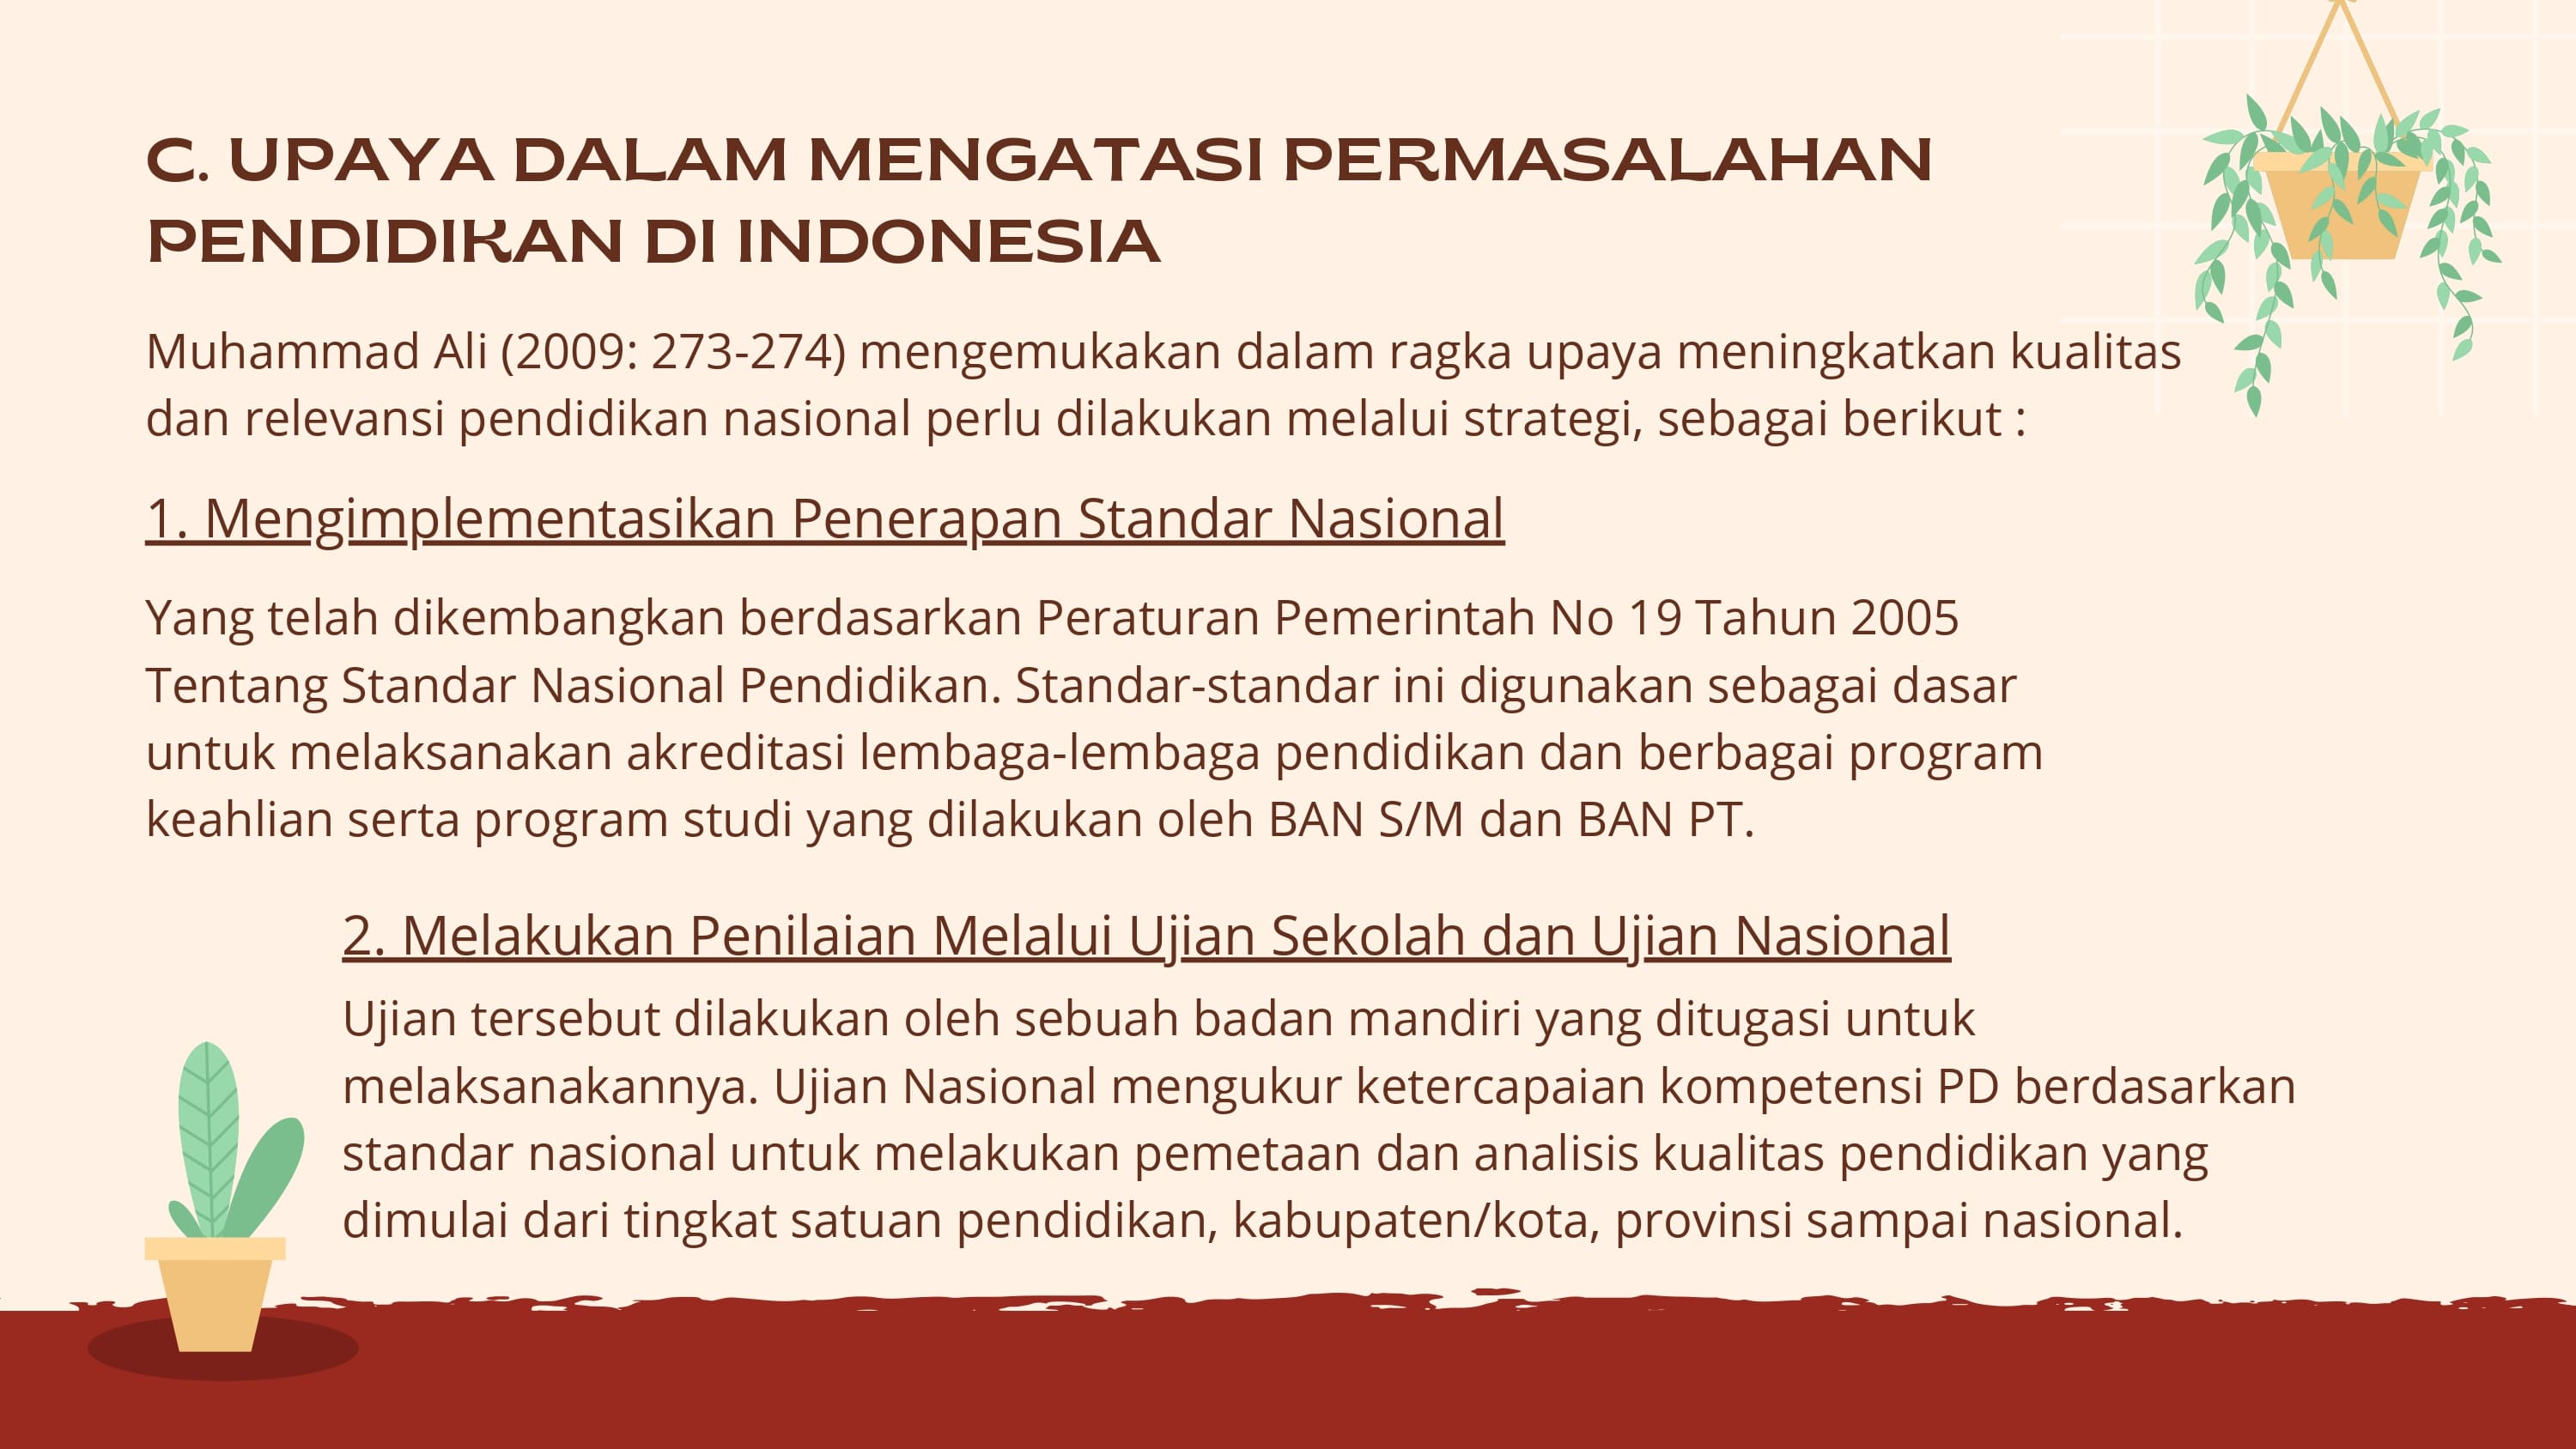 C. UPAYA DALAM MENGATASI PERMASALAHAN
PENDIDIKAN DI INDONESIA
Muhammad Ali (2009: 273-274) mengemukakan dalam ragka upaya meningkatkan kualitas
dan relevansi pendidikan nasional perlu dilakukan melalui strategi, sebagai berikut :
1. Mengimplementasikan Penerapan Standar Nasional
Yang telah dikembangkan berdasarkan Peraturan Pemerintah No 19 Tahun 2005
Tentang Standar Nasional Pendidikan. Standar-standar ini digunakan sebagai dasar
untuk melaksanakan akreditasi lembaga-lembaga pendidikan dan berbagai program
keahlian serta program studi yang dilakukan oleh BAN S/M dan BAN PT.
2. Melakukan Penilaian Melalui Ujian Sekolah dan Ujian Nasional
Ujian tersebut dilakukan oleh sebuah badan mandiri yang ditugasi untuk
melaksanakannya. Ujian Nasional mengukur ketercapaian kompetensi PD berdasarkan
standar nasional untuk melakukan pemetaan dan analisis kualitas pendidikan yang
dimulai dari tingkat satuan pendidikan, kabupaten/kota, provinsi sampai nasional.